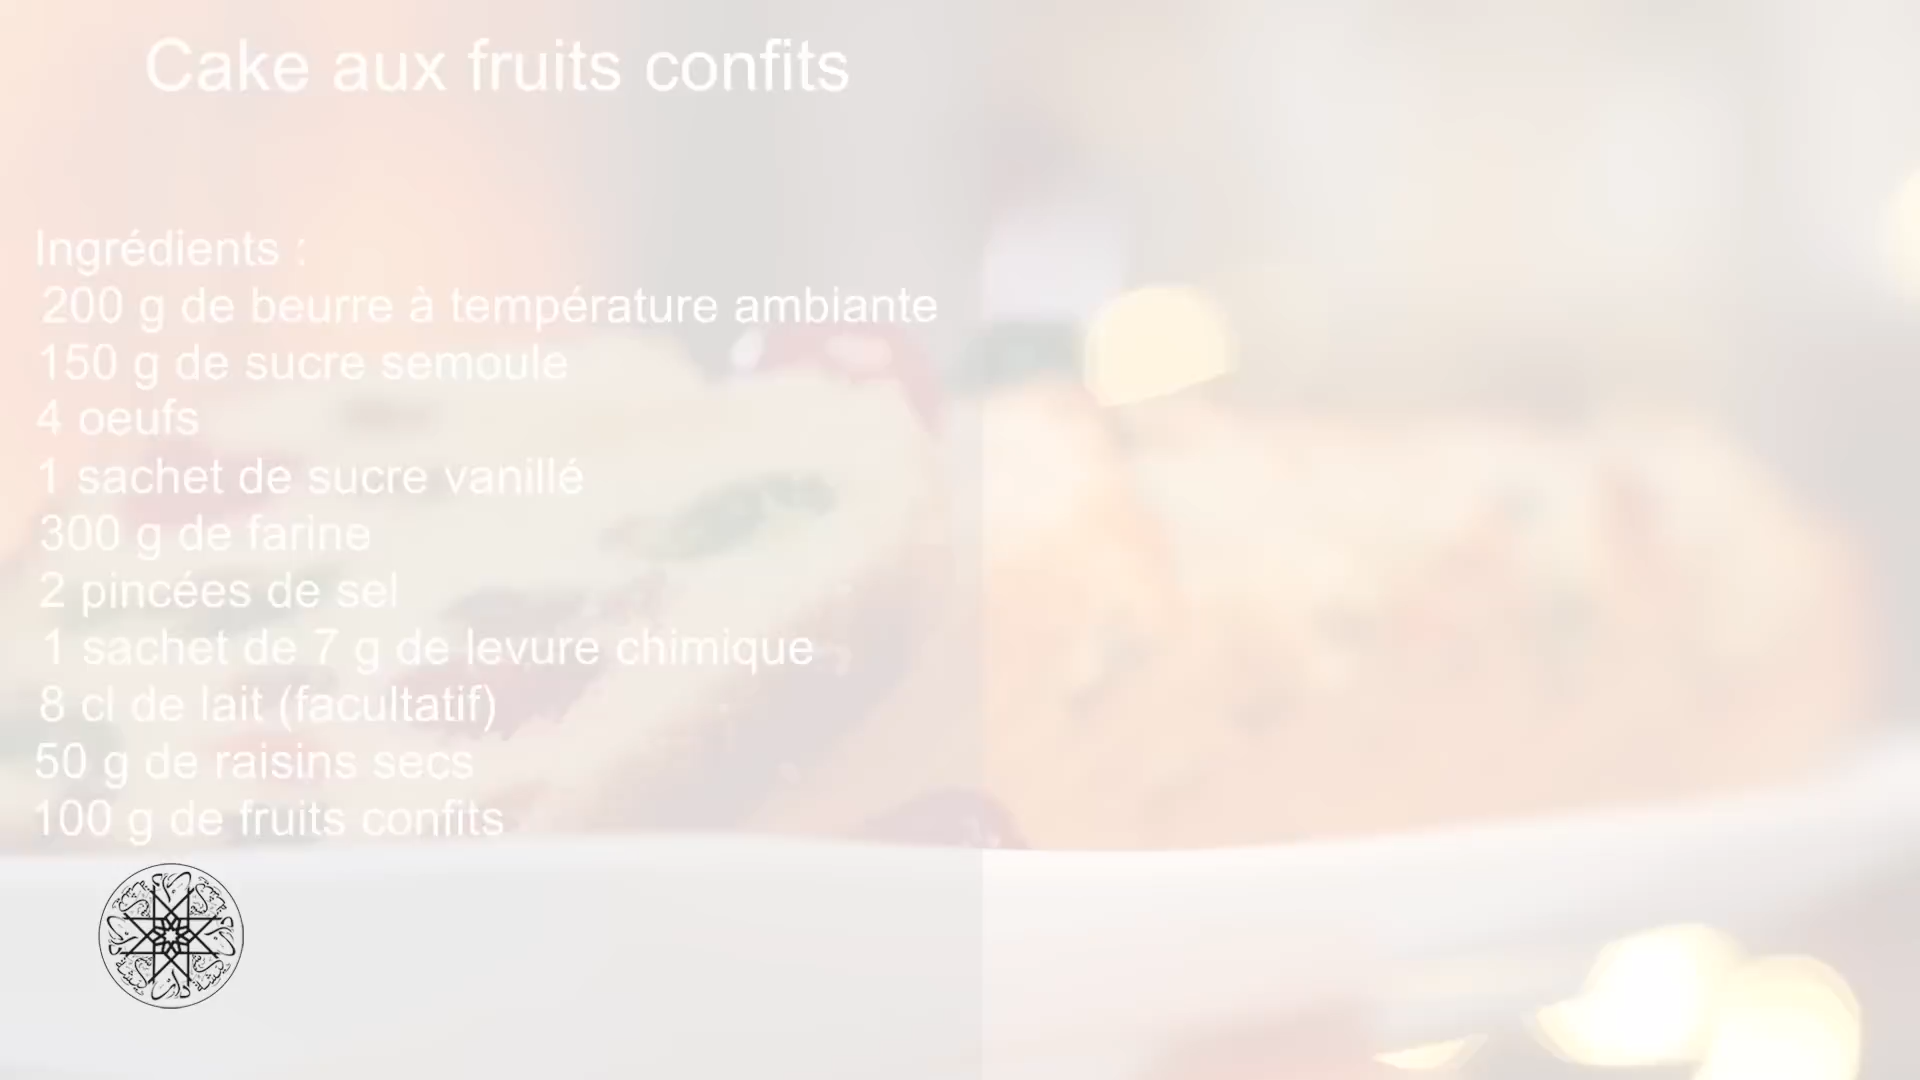 Cake aux fruits confits
Ingrédients :
200 g de beurre à température ambiante
150 g de sucre semoule
4 oeufs
1 sachet de sucre vanillé
300 g de farine
2 pincées de sel
1 sachet de 7 g de levure chimique
8 cl de lait (facultatif)
50 g de raisins secs
100 g de fruits confits